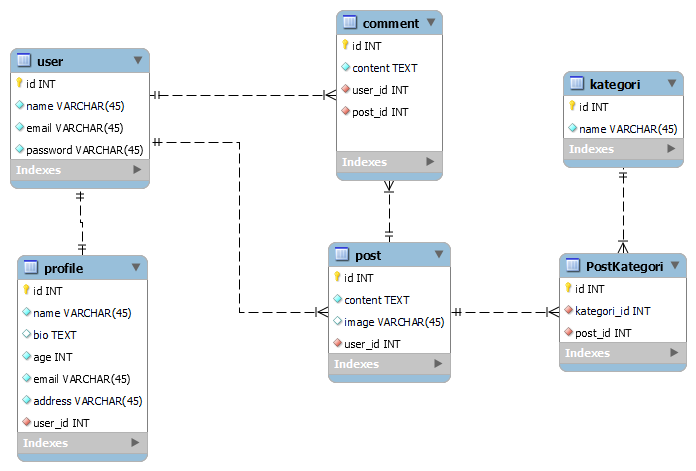 user
id INT
name VARCHAR(45)
email VARCHAR(45)
password VARCHAR(45)
Indexes
comment
id INT
content TEXT
user_id INT
post_id INT
Indexes
kategori
id INT
name VARCHAR(45)
Indexes
profile
id INT
name VARCHAR(45)
bio TEXT
age INT
email VARCHAR(45)
address VARCHAR(45)
user_id INT
Indexes
post
id INT
content TEXT
image VARCHAR(45)
user_id INT
Indexes
PostKategori
id INT
kategori_id INT
post_id INT
Indexes